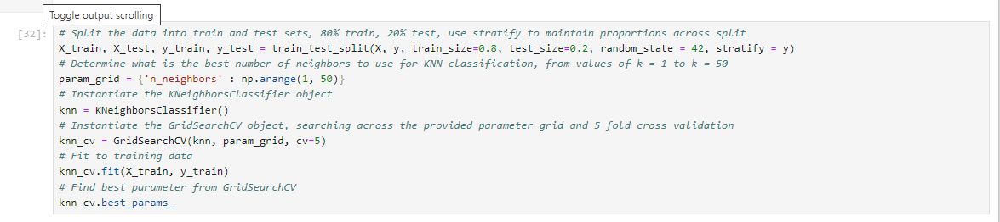 Toggle output scrolling
[32]:
# Split the data into train and test sets, 80% train, 20% test, use stratify to maintain proportions across split
X_train, X_test, y_train, y_test = train_test_split(X, y, train_size=0.8, test_size=0.2, random_state = 42, stratify = y)
# Determine what is the best number of neighbors to use for KNN classification, from values of k = 1 to k = 50
param_grid = {'n_neighbors' : np.arange(1, 50)}
# Instantiate the KNeighborsClassifier object
knn = KNeighborsClassifier()
# Instantiate the GridSearchCV object, searching across the provided parameter grid and 5 fold cross validation
knn_cv = GridSearchCV(knn, param_grid, cv=5)
# Fit to training data
knn_cv.fit(X_train, y_train)
# Find best parameter from GridSearchCV
knn_cv.best_params_